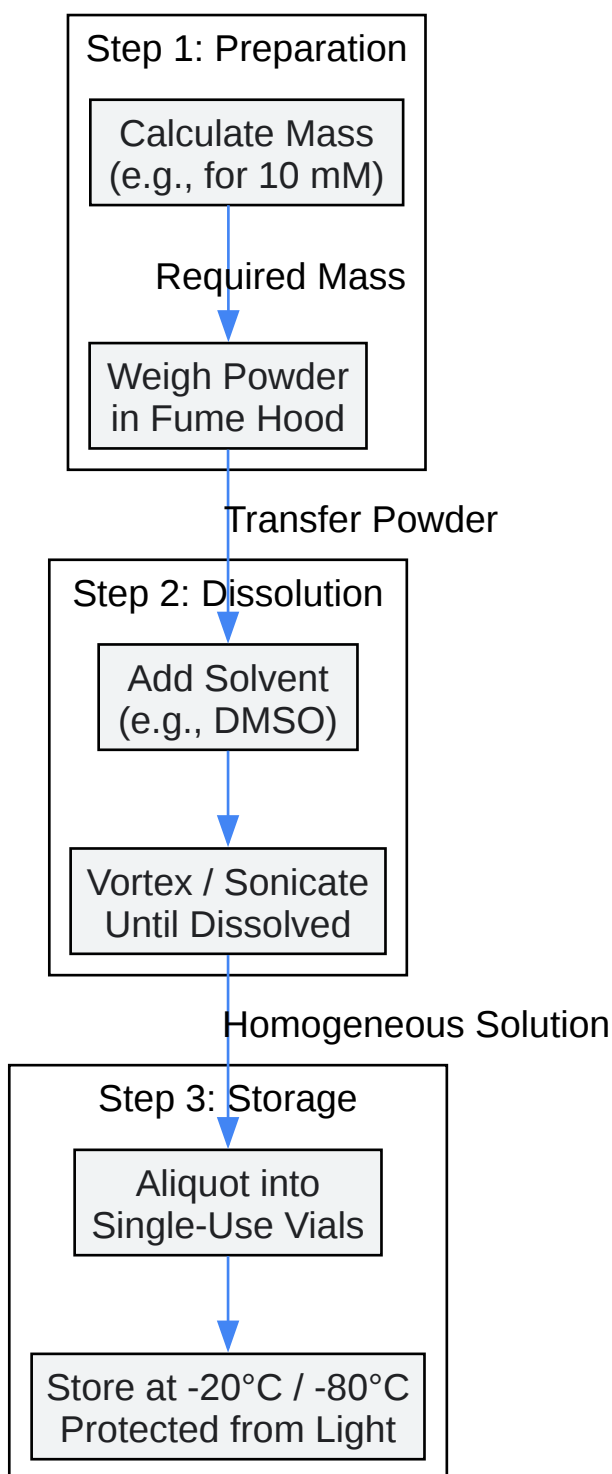 Step 1: Preparation
Calculate Mass
(e.g., for 10 mM)
Required Mass
Weigh Powder
in Fume Hood
Transfer Powder
Step 2: Dissolution
Add Solvent
(e.g., DMSO)
Vortex / Sonicate
Until Dissolved
Homogeneous Solution
Step 3: Storage
Aliquot into
Single-Use Vials
Store at -20°C / -80°C
Protected from Light